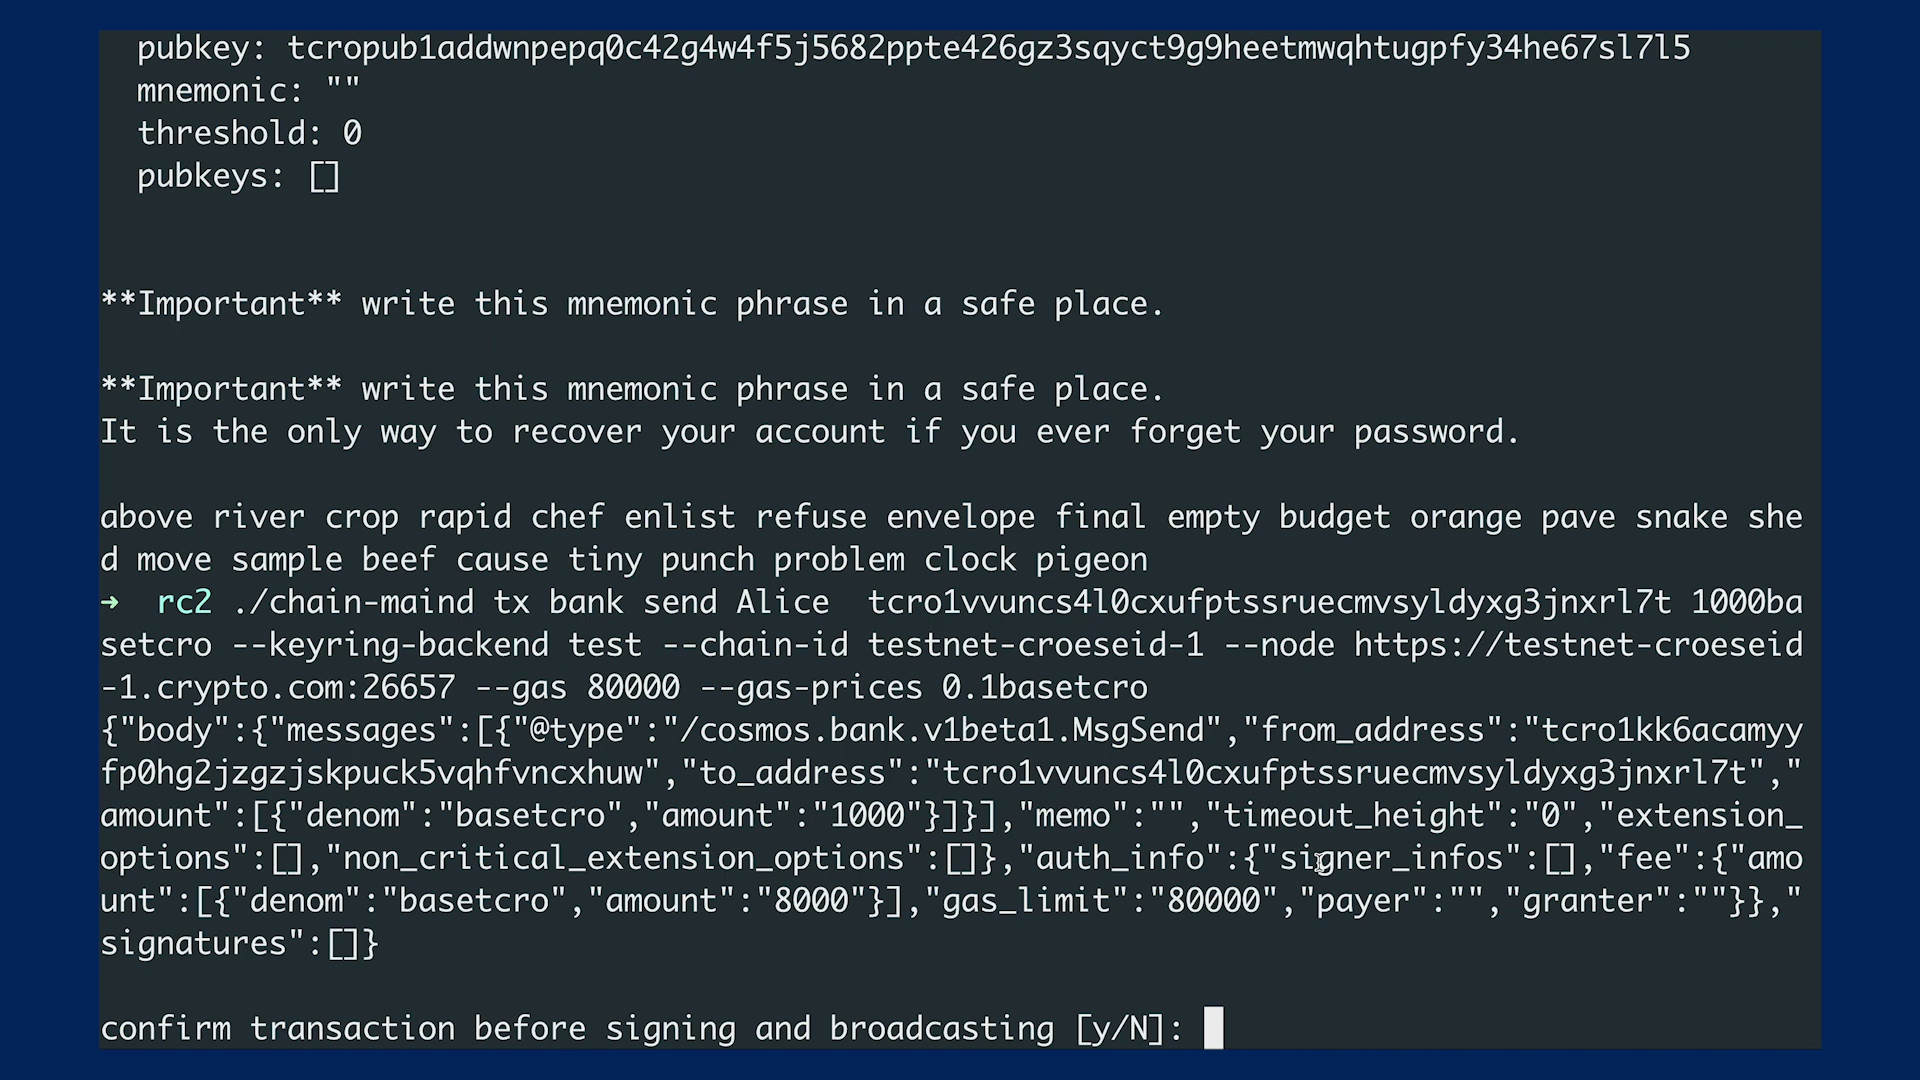 pubkey: tcropub1addwnpepq0c42g4w4f5j5682ppte426gz3sqyct9g9heetmwqhtugpfy34he67sl7l5
mnemonic: ""
threshold: 0
pubkeys: []
**Important** write this mnemonic phrase in a safe place.
**Important** write this mnemonic phrase in a safe place.
It is the only way to recover your account if you ever forget your password.
above river crop rapid chef enlist refuse envelope final empty budget orange pave snake she
d move sample beef cause tiny punch problem clock pigeon
➜  rc2 ./chain-maind tx bank send Alice  tcro1vvuncs4l0cxufptssruecmvsyldyxg3jnxrl7t 1000ba
setcro --keyring-backend test --chain-id testnet-croeseid-1 --node https://testnet-croeseid
-1.crypto.com:26657 --gas 80000 --gas-prices 0.1basetcro
{"body":{"messages":[{"@type":"/cosmos.bank.v1beta1.MsgSend","from_address":"tcro1kk6acamyy
fp0hg2jzgzjskpuck5vqhfvncxhuw","to_address":"tcro1vvuncs4l0cxufptssruecmvsyldyxg3jnxrl7t","
amount":[{"denom":"basetcro","amount":"1000"}]}],"memo":"","timeout_height":"0","extension_
options":[],"non_critical_extension_options":[]},"auth_info":{"signer_infos":[],"fee":{"amo
unt":[{"denom":"basetcro","amount":"8000"}],"gas_limit":"80000","payer":"","granter":""}},"
signatures":[]}
confirm transaction before signing and broadcasting [y/N]: